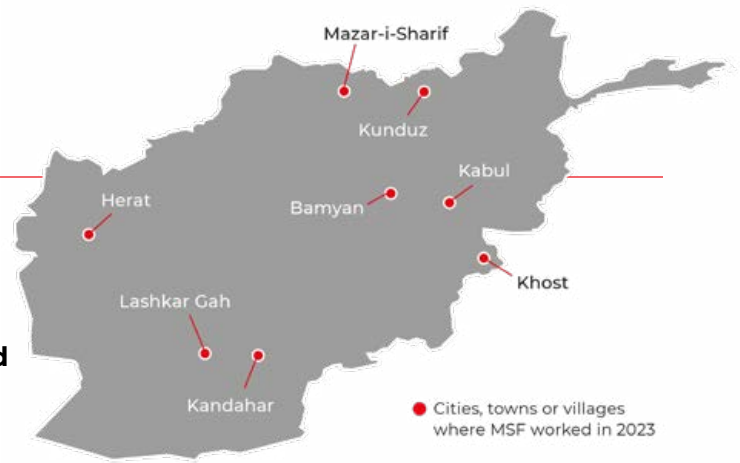 Mazar-i-Sharif
Kunduz
Kabul
Herat
Bamyan
Khost
Lashkar Gah
Kandahar
Cities, towns or villages
where MSF worked in 2023